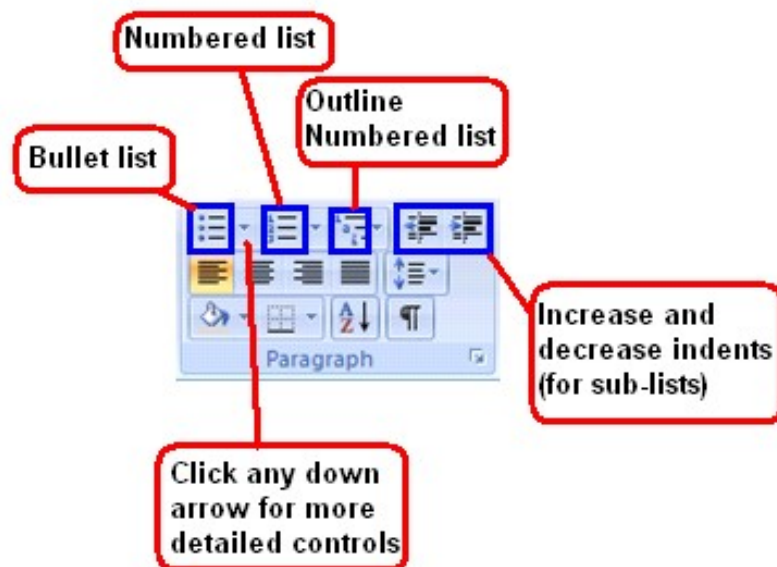 Numbered list
Outline
Numbered list
Bullet list
Increase and
decrease indents
(for sub-lists)
Paragraph
Click any down
arrow for more
detailed controls